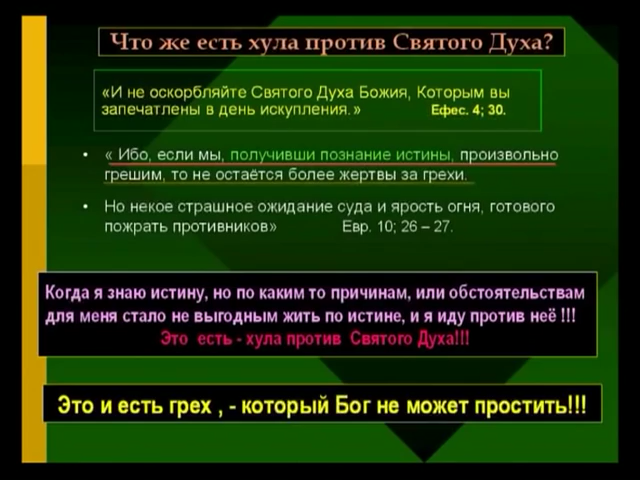 Что же есть хула против Святого Духа?
«И не оскорбляйте Святого Духа Божия, Которым вы
запечатлены в день искупления.» Ефес. 4; 30.
• « Ибо, если мы, получивши познание истины, произвольно
грешим, то не остаётся более жертвы за грехи.
• Но некое страшное ожидание суда и ярость огня, готового
пожрать противников» Евр. 10; 26 – 27.
Когда я знаю истину, но по каким то причинам, или обстоятельствам
для меня стало не выгодным жить по истине, и я иду против неё !!!
Это есть - хула против Святого Духа!!!
Это и есть грех , - который Бог не может простить!!!